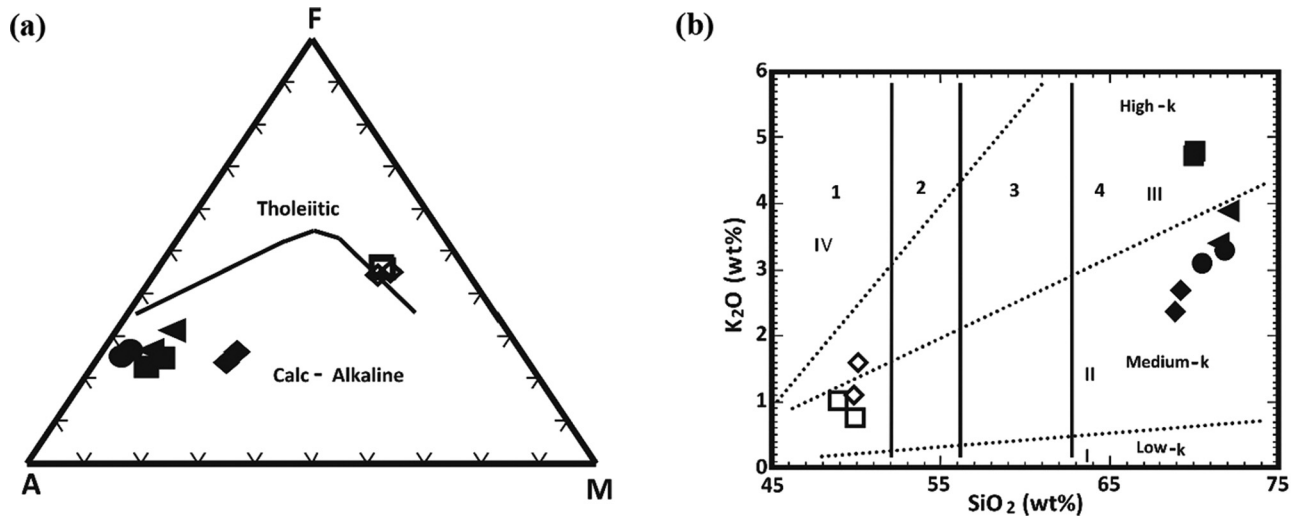 (a)
F
Tholeiitic
Calc - Alkaline
A
M
(b)
K₂O (wt%)
6
5
4
3
2
1
0
High-k
1
2
3
4
III
IV
II
Medium-k
I
Low-k
45
55
65
75
SiO₂ (wt%)